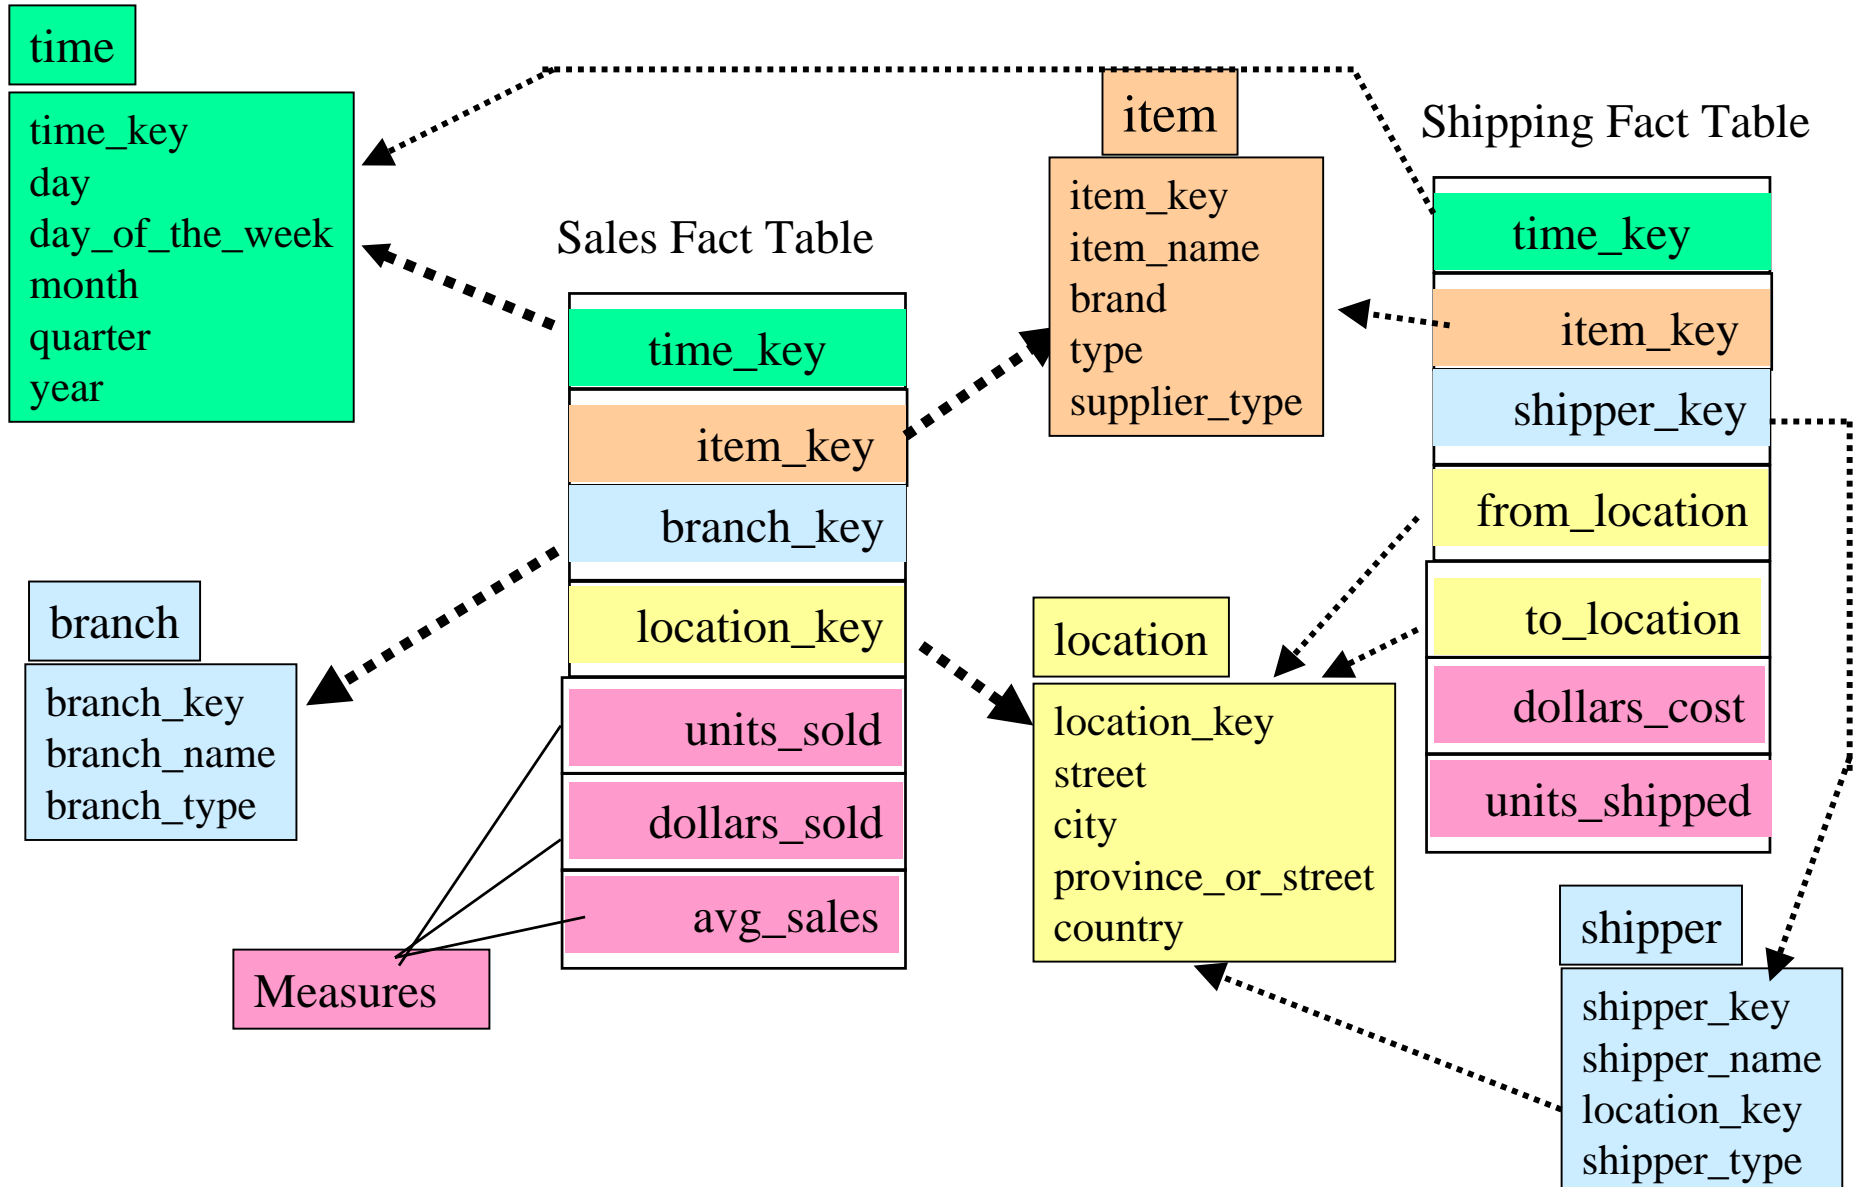 time
time_key
day
day_of_the_week
month
quarter
year
branch
branch_key
branch_name
branch_type
Measures
Sales Fact Table
time_key
item_key
branch_key
location_key
units_sold
dollars_sold
avg_sales
item
item_key
item_name
brand
type
supplier_type
location
location_key
street
city
province_or_street
country
Shipping Fact Table
time_key
item_key
shipper_key
from_location
to_location
dollars_cost
units_shipped
shipper
shipper_key
shipper_name
location_key
shipper_type